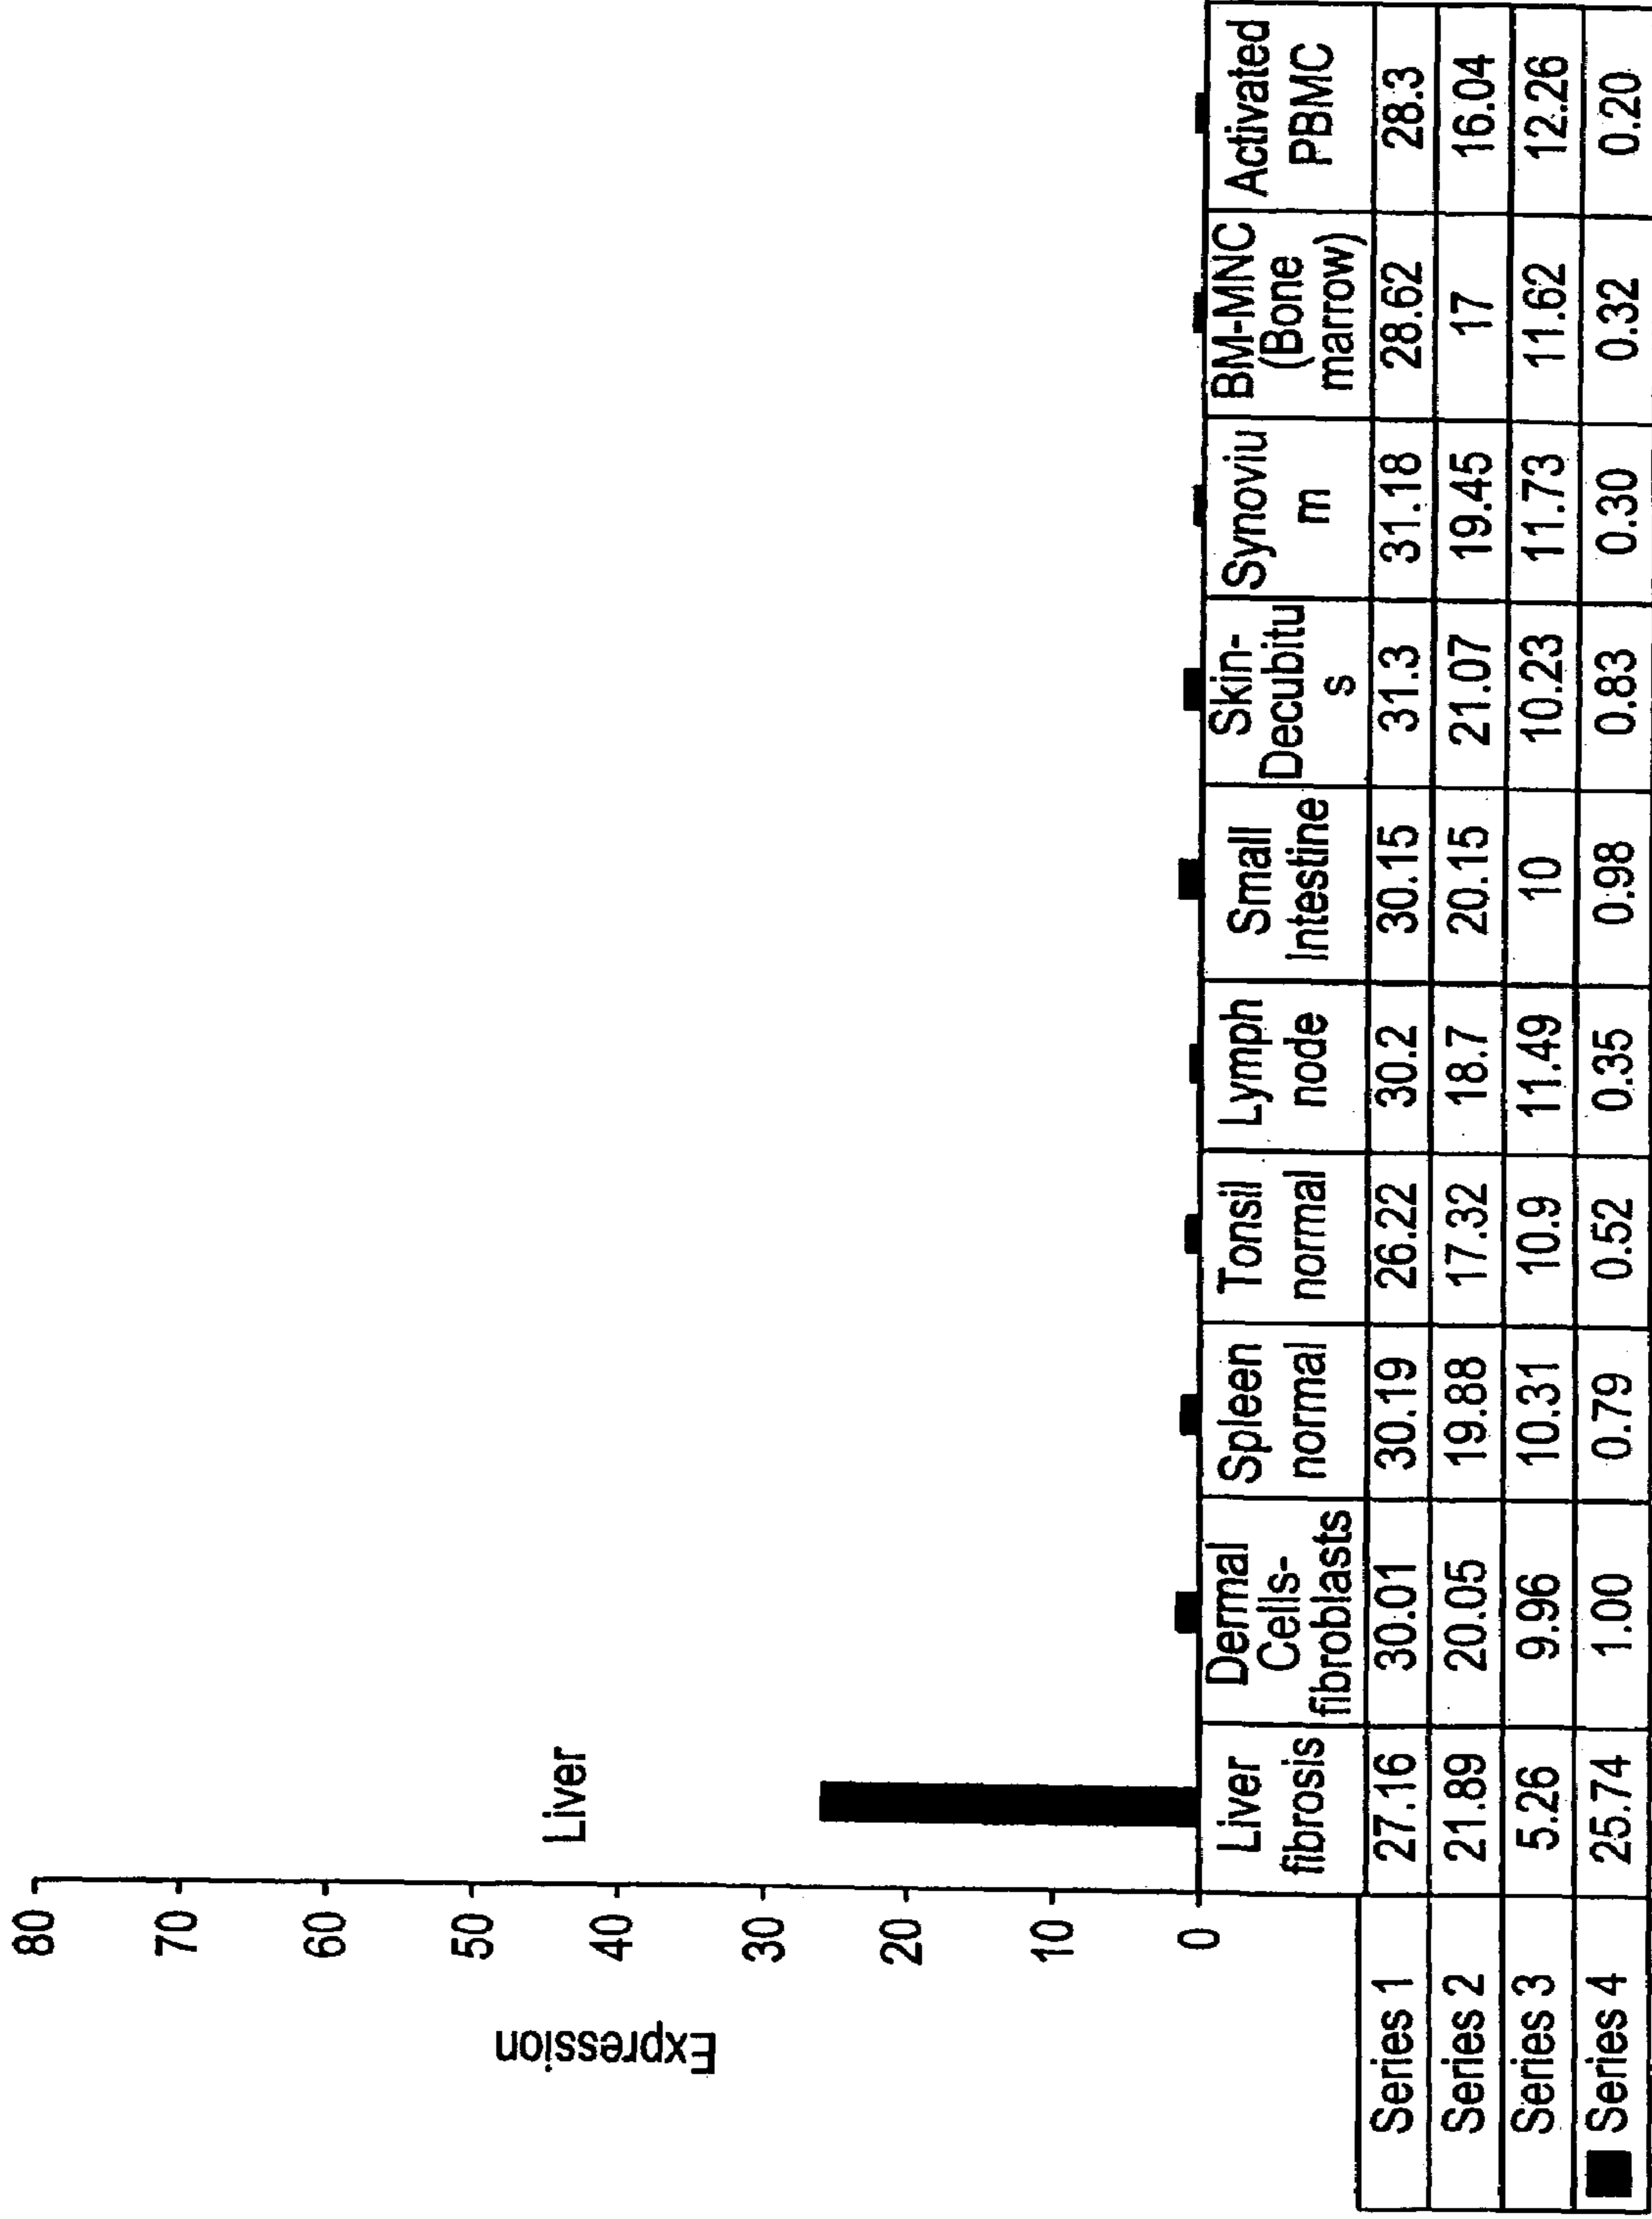 80
70
60
50
40
30
20
10
0
Expression
Liver
Liver fibrosis | Dermal Cells-fibroblasts | Spleen normal | Tonsil normal | Lymph node | Small Intestine | Skin-Decubitus | Synovium | BM-MNC (Bone marrow) | Activated PBMC
Series 1 | 27.16 | 30.01 | 30.19 | 26.22 | 30.2 | 30.15 | 31.3 | 31.18 | 28.62 | 28.3
Series 2 | 21.89 | 20.05 | 19.88 | 17.32 | 18.7 | 20.15 | 21.07 | 19.45 | 17 | 16.04
Series 3 | 5.26 | 9.96 | 10.31 | 10.9 | 11.49 | 10 | 10.23 | 11.73 | 11.62 | 12.26
Series 4 | 25.74 | 1.00 | 0.79 | 0.52 | 0.35 | 0.98 | 0.83 | 0.30 | 0.32 | 0.20